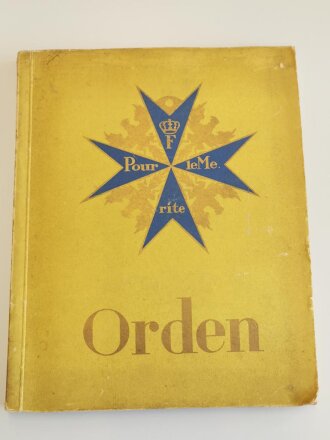 F
Pour leMe.
rite
Orden